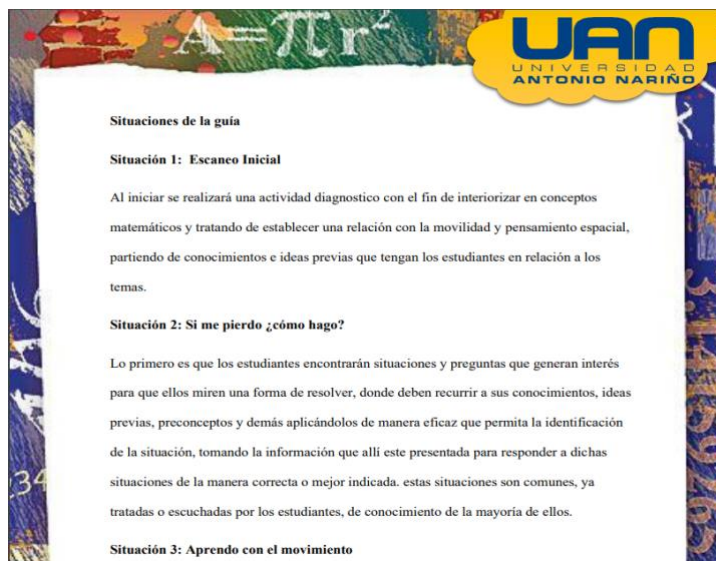 A=πr²
UAN
UNIVERSIDAD
ANTONIO NARIÑO
Situaciones de la guía
Situación 1: Escaneo Inicial
Al iniciar se realizará una actividad diagnostico con el fin de interiorizar en conceptos
matemáticos y tratando de establecer una relación con la movilidad y pensamiento espacial,
partiendo de conocimientos e ideas previas que tengan los estudiantes en relación a los
temas.
Situación 2: Si me pierdo ¿cómo hago?
Lo primero es que los estudiantes encontrarán situaciones y preguntas que generan interés
para que ellos miren una forma de resolver, donde deben recurrir a sus conocimientos, ideas
previas, preconceptos y demás aplicándolos de manera eficaz que permita la identificación
de la situación, tomando la información que allí este presentada para responder a dichas
situaciones de la manera correcta o mejor indicada. estas situaciones son comunes, ya
tratadas o escuchadas por los estudiantes, de conocimiento de la mayoría de ellos.
Situación 3: Aprendo con el movimiento